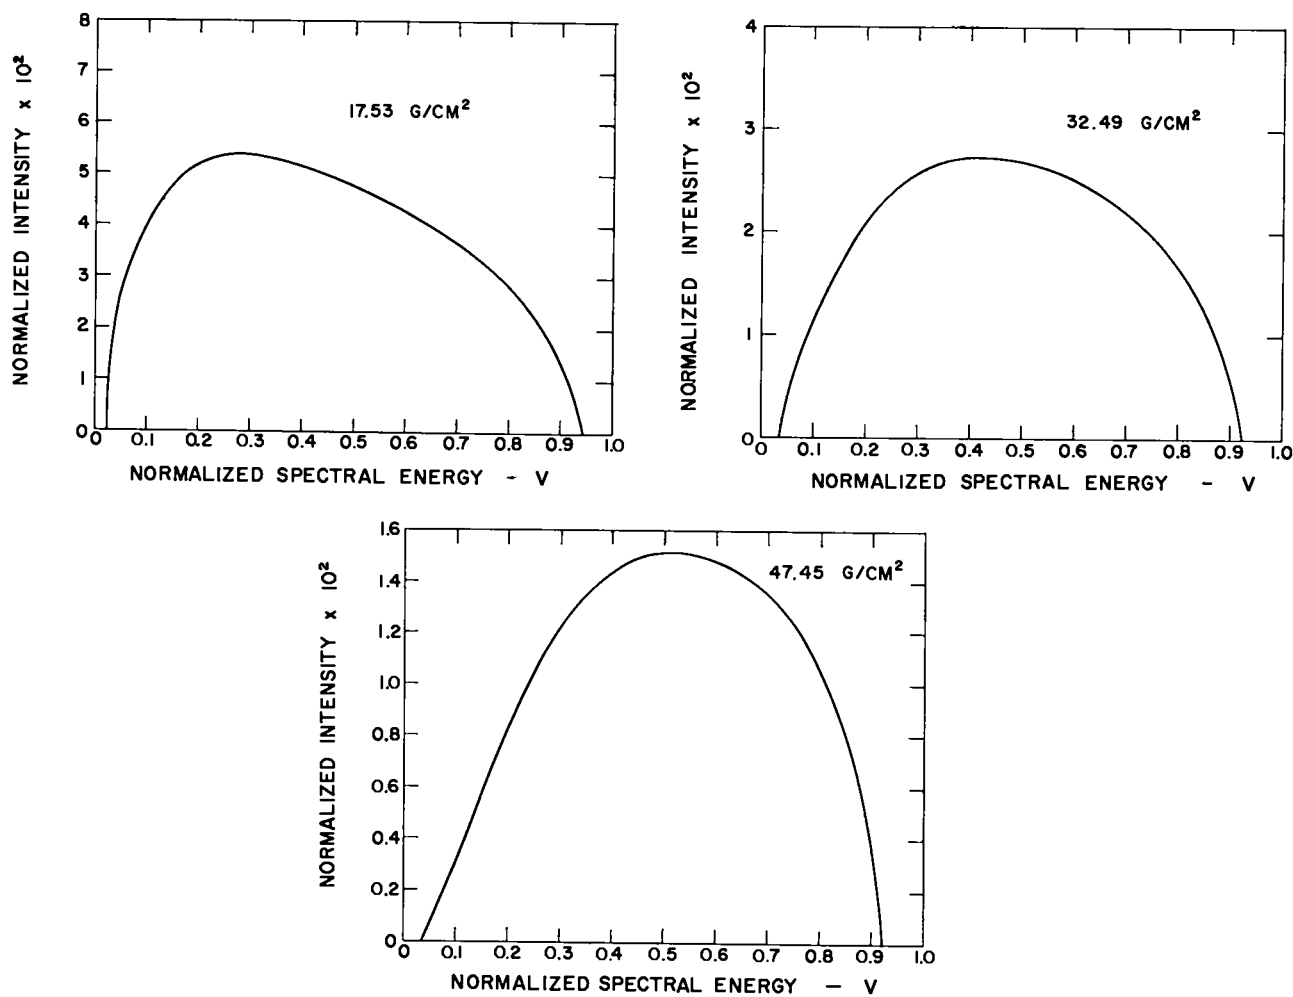 NORMALIZED INTENSITY x 10²
8
7
6
5
4
3
2
1
0
17.53 G/CM²
0 0.1 0.2 0.3 0.4 0.5 0.6 0.7 0.8 0.9 1.0
NORMALIZED SPECTRAL ENERGY - V
NORMALIZED INTENSITY x 10²
4
3
2
1
0
32.49 G/CM²
0 0.1 0.2 0.3 0.4 0.5 0.6 0.7 0.8 0.9 1.0
NORMALIZED SPECTRAL ENERGY - V
NORMALIZED INTENSITY x 10²
1.6
1.4
1.2
1.0
0.8
0.6
0.4
0.2
0
47.45 G/CM²
0 0.1 0.2 0.3 0.4 0.5 0.6 0.7 0.8 0.9 1.0
NORMALIZED SPECTRAL ENERGY - V